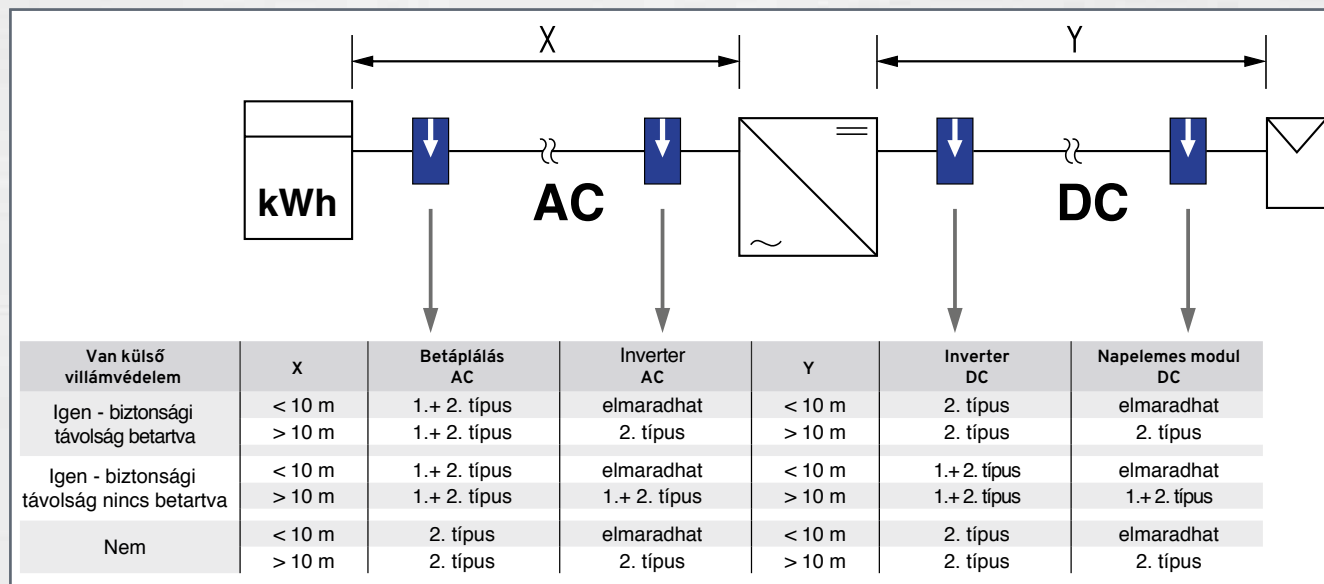 X Y
kWh AC DC
Van külső villámvédelem X Betáplálás AC Inverter AC Y Inverter DC Napelemes modul DC
Igen - biztonsági távolság betartva
< 10 m 1.+ 2. típus elmaradhat < 10 m 2. típus elmaradhat
> 10 m 1.+ 2. típus 2. típus > 10 m 2. típus 2. típus
Igen - biztonsági távolság nincs betartva
< 10 m 1.+ 2. típus elmaradhat < 10 m 1.+ 2. típus elmaradhat
> 10 m 1.+ 2. típus 1.+ 2. típus > 10 m 1.+ 2. típus 1.+ 2. típus
Nem
< 10 m 2. típus elmaradhat < 10 m 2. típus elmaradhat
> 10 m 2. típus 2. típus > 10 m 2. típus 2. típus